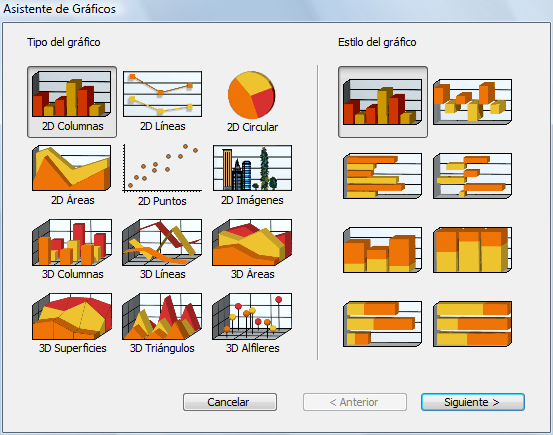 Asistente de Gráficos
Tipo del gráfico
Estilo del gráfico
2D Columnas
2D Líneas
2D Circular
2D Áreas
2D Puntos
2D Imágenes
3D Columnas
3D Líneas
3D Áreas
3D Superficies
3D Triángulos
3D Alfileres
Cancelar
< Anterior
Siguiente >